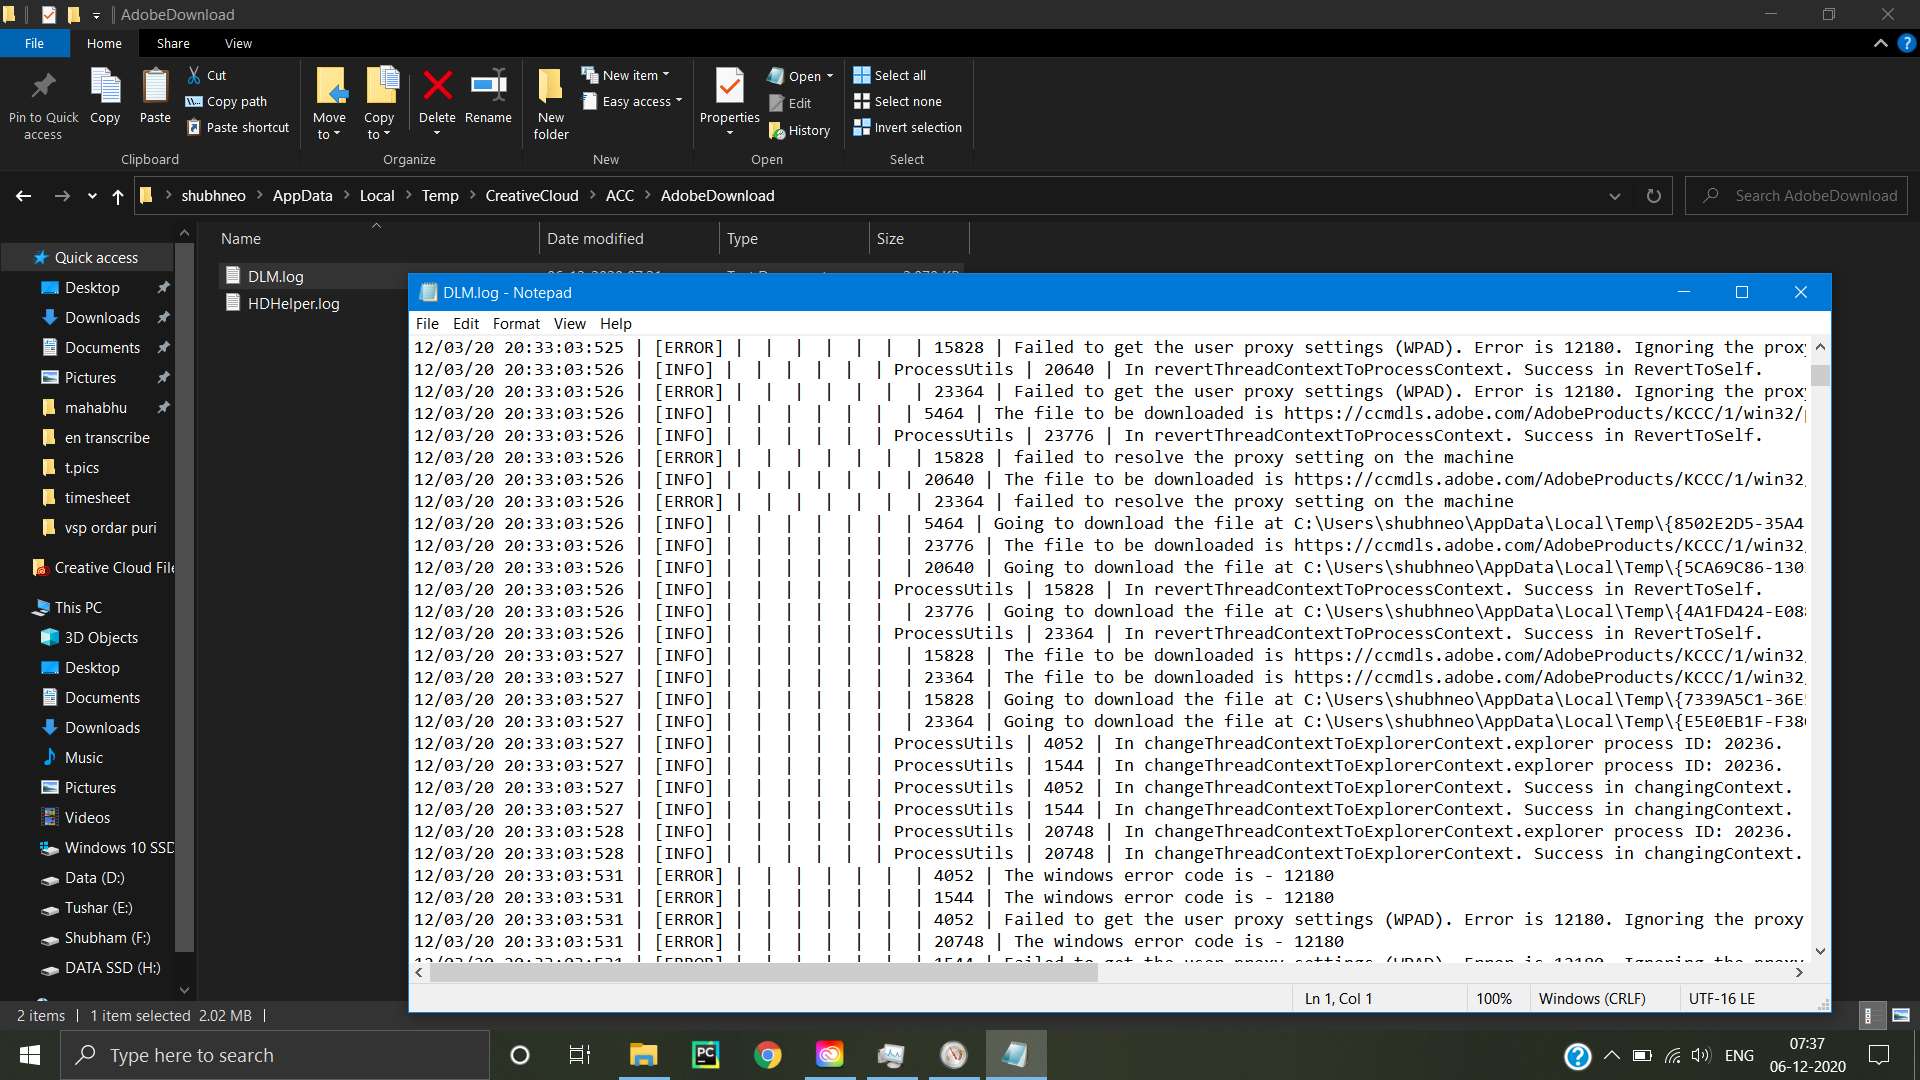 AdobeDownload
File Home Share View
Pin to Quick access
Copy
Paste
Cut
Copy path
Paste shortcut
Clipboard
Move to
Copy to
Delete
Rename
Organize
New folder
New item
Easy access
New
Properties
Open
Edit
History
Open
Select all
Select none
Invert selection
Select
shubhneo AppData Local Temp CreativeCloud ACC AdobeDownload
Search AdobeDownload
Name Date modified Type Size
DLM.log
HDHelper.log
Quick access
Desktop
Downloads
Documents
Pictures
mahabhu
en transcribe
t.pics
timesheet
vsp ordar puri
Creative Cloud File
This PC
3D Objects
Desktop
Documents
Downloads
Music
Pictures
Videos
Windows 10 SSD
Data (D:)
Tushar (E:)
Shubham (F:)
DATA SSD (H:)
2 items | 1 item selected 2.02 MB |
DLM.log - Notepad
File Edit Format View Help
12/03/20 20:33:03:525 | [ERROR] | | | | | | | 15828 | Failed to get the user proxy settings (WPAD). Error is 12180. Ignoring the proxy
12/03/20 20:33:03:526 | [INFO] | | | | | | ProcessUtils | 20640 | In revertThreadContextToProcessContext. Success in RevertToSelf.
12/03/20 20:33:03:526 | [ERROR] | | | | | | | 23364 | Failed to get the user proxy settings (WPAD). Error is 12180. Ignoring the proxy
12/03/20 20:33:03:526 | [INFO] | | | | | | | 5464 | The file to be downloaded is https://ccmdls.adobe.com/AdobeProducts/KCCC/1/win32/
12/03/20 20:33:03:526 | [INFO] | | | | | | ProcessUtils | 23776 | In revertThreadContextToProcessContext. Success in RevertToSelf.
12/03/20 20:33:03:526 | [ERROR] | | | | | | | 15828 | failed to resolve the proxy setting on the machine
12/03/20 20:33:03:526 | [INFO] | | | | | | | 20640 | The file to be downloaded is https://ccmdls.adobe.com/AdobeProducts/KCCC/1/win32,
12/03/20 20:33:03:526 | [ERROR] | | | | | | | 23364 | failed to resolve the proxy setting on the machine
12/03/20 20:33:03:526 | [INFO] | | | | | | | 5464 | Going to download the file at C:\Users\shubhneo\AppData\Local\Temp\{8502E2D5-35A4
12/03/20 20:33:03:526 | [INFO] | | | | | | | 23776 | The file to be downloaded is https://ccmdls.adobe.com/AdobeProducts/KCCC/1/win32,
12/03/20 20:33:03:526 | [INFO] | | | | | | | 20640 | Going to download the file at C:\Users\shubhneo\AppData\Local\Temp\{5CA69C86-130
12/03/20 20:33:03:526 | [INFO] | | | | | | ProcessUtils | 15828 | In revertThreadContextToProcessContext. Success in RevertToSelf.
12/03/20 20:33:03:526 | [INFO] | | | | | | | 23776 | Going to download the file at C:\Users\shubhneo\AppData\Local\Temp\{4A1FD424-E08
12/03/20 20:33:03:526 | [INFO] | | | | | | ProcessUtils | 23364 | In revertThreadContextToProcessContext. Success in RevertToSelf.
12/03/20 20:33:03:527 | [INFO] | | | | | | | 15828 | The file to be downloaded is https://ccmdls.adobe.com/AdobeProducts/KCCC/1/win32,
12/03/20 20:33:03:527 | [INFO] | | | | | | | 23364 | The file to be downloaded is https://ccmdls.adobe.com/AdobeProducts/KCCC/1/win32,
12/03/20 20:33:03:527 | [INFO] | | | | | | | 15828 | Going to download the file at C:\Users\shubhneo\AppData\Local\Temp\{7339A5C1-36E
12/03/20 20:33:03:527 | [INFO] | | | | | | | 23364 | Going to download the file at C:\Users\shubhneo\AppData\Local\Temp\{E5E0EB1F-F38
12/03/20 20:33:03:527 | [INFO] | | | | | | ProcessUtils | 4052 | In changeThreadContextToExplorerContext.explorer process ID: 20236.
12/03/20 20:33:03:527 | [INFO] | | | | | | ProcessUtils | 1544 | In changeThreadContextToExplorerContext.explorer process ID: 20236.
12/03/20 20:33:03:527 | [INFO] | | | | | | ProcessUtils | 4052 | In changeThreadContextToExplorerContext. Success in changingContext.
12/03/20 20:33:03:527 | [INFO] | | | | | | ProcessUtils | 1544 | In changeThreadContextToExplorerContext. Success in changingContext.
12/03/20 20:33:03:528 | [INFO] | | | | | | ProcessUtils | 20748 | In changeThreadContextToExplorerContext.explorer process ID: 20236.
12/03/20 20:33:03:528 | [INFO] | | | | | | ProcessUtils | 20748 | In changeThreadContextToExplorerContext. Success in changingContext.
12/03/20 20:33:03:531 | [ERROR] | | | | | | | 4052 | The windows error code is - 12180
12/03/20 20:33:03:531 | [ERROR] | | | | | | | 1544 | The windows error code is - 12180
12/03/20 20:33:03:531 | [ERROR] | | | | | | | 4052 | Failed to get the user proxy settings (WPAD). Error is 12180. Ignoring the proxy
12/03/20 20:33:03:531 | [ERROR] | | | | | | | 20748 | The windows error code is - 12180
Ln 1, Col 1 100% Windows (CRLF) UTF-16 LE
Type here to search
PC
ENG
07:37
06-12-2020